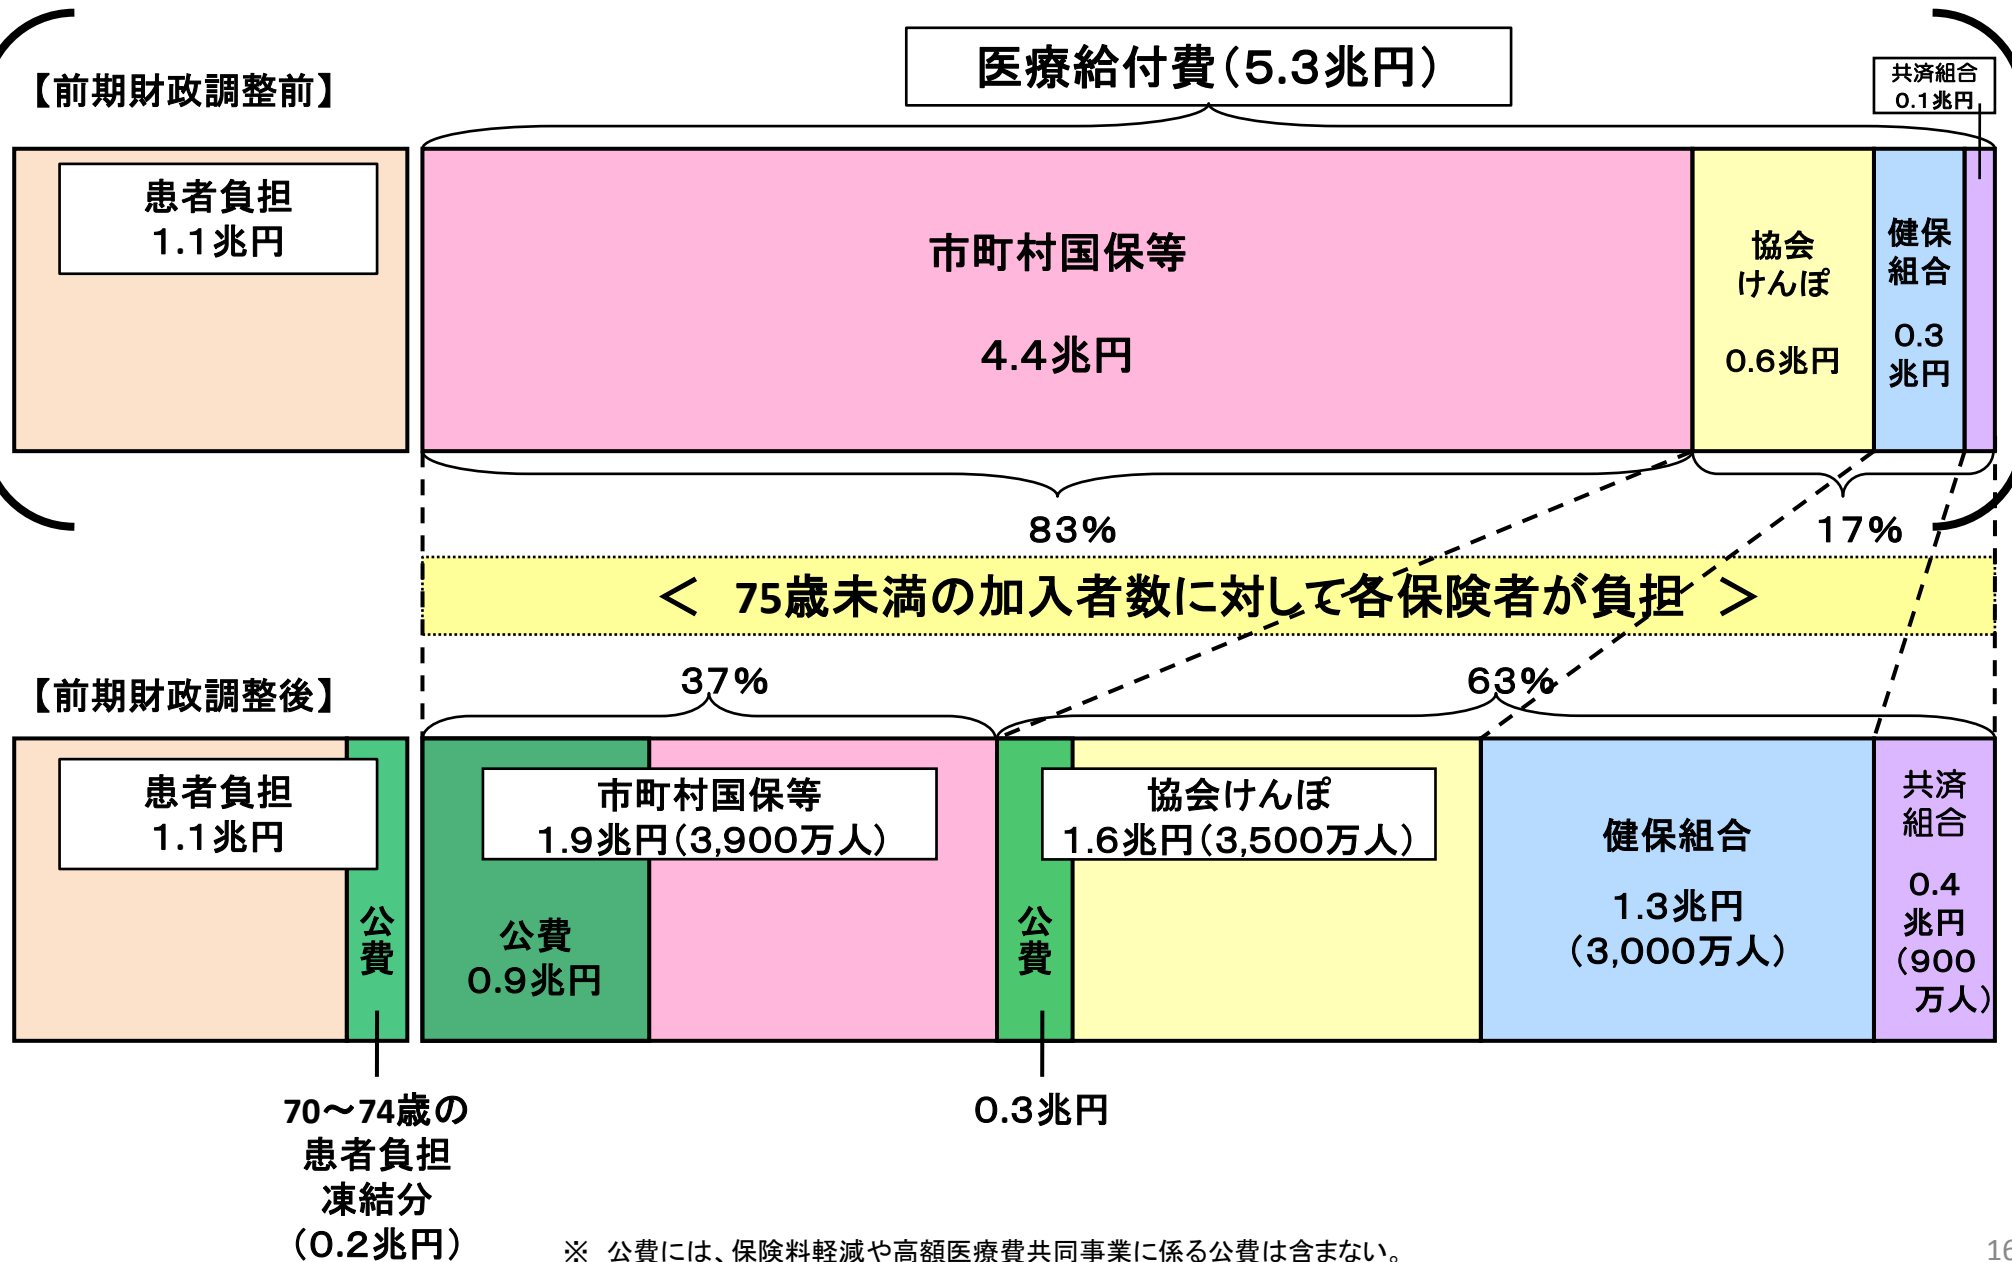 医療給付費（5.3兆円）
共済組合
0.1兆円
【前期財政調整前】
患者負担
1.1兆円
市町村国保等
4.4兆円
協会
けんぽ
0.6兆円
健保
組合
0.3
兆円
83%
17%
＜ 75歳未満の加入者数に対して各保険者が負担 ＞
37%
63%
【前期財政調整後】
患者負担
1.1兆円
公
費
市町村国保等
1.9兆円（3,900万人）
公費
0.9兆円
協会けんぽ
1.6兆円（3,500万人）
公
費
健保組合
1.3兆円
（3,000万人）
共済
組合
0.4
兆円
（900
万人）
70～74歳の
患者負担
凍結分
（0.2兆円）
0.3兆円
※ 公費には、保険料軽減や高額医療費共同事業に係る公費は含まない。
16